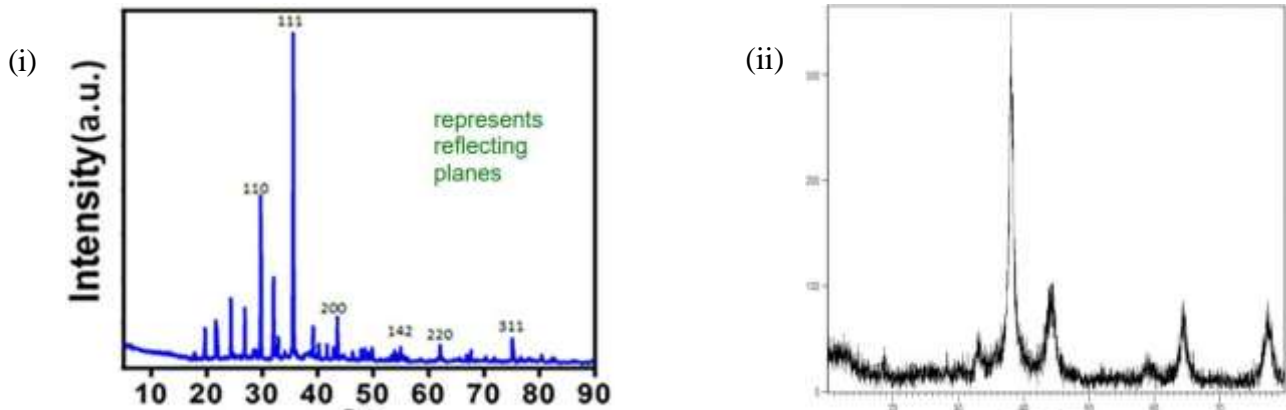 (i)
Intensity(a.u.)
111
110
200
142
220
311
represents
reflecting
planes
10 20 30 40 50 60 70 80 90
(ii)